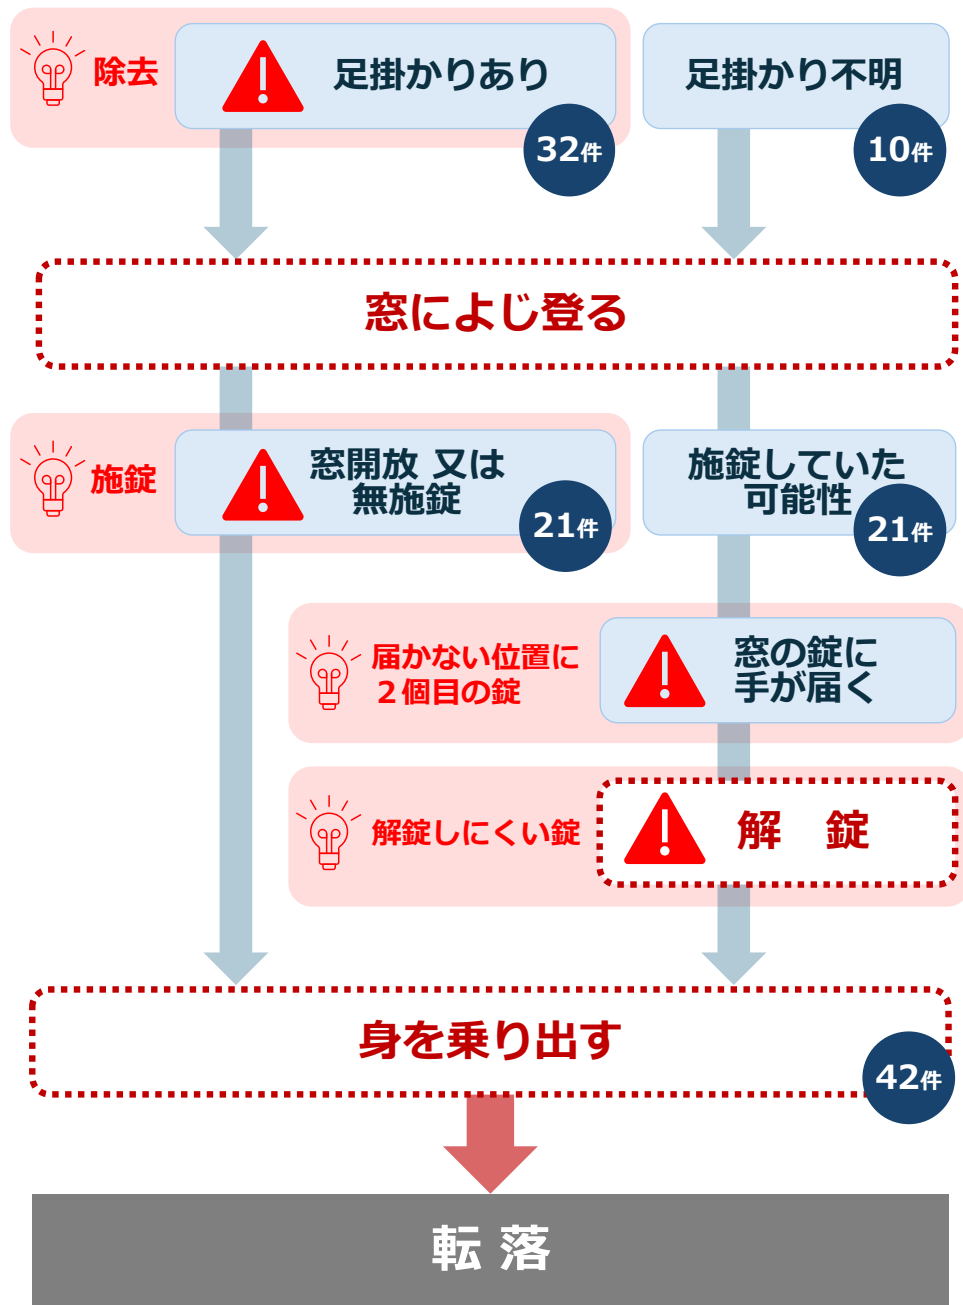 除去
足掛かりあり
32件
足掛かり不明
10件
窓によじ登る
施錠
窓開放 又は
無施錠
21件
施錠していた
可能性
21件
届かない位置に
２個目の錠
窓の錠に
手が届く
解錠しにくい錠
解　錠
身を乗り出す
42件
転 落